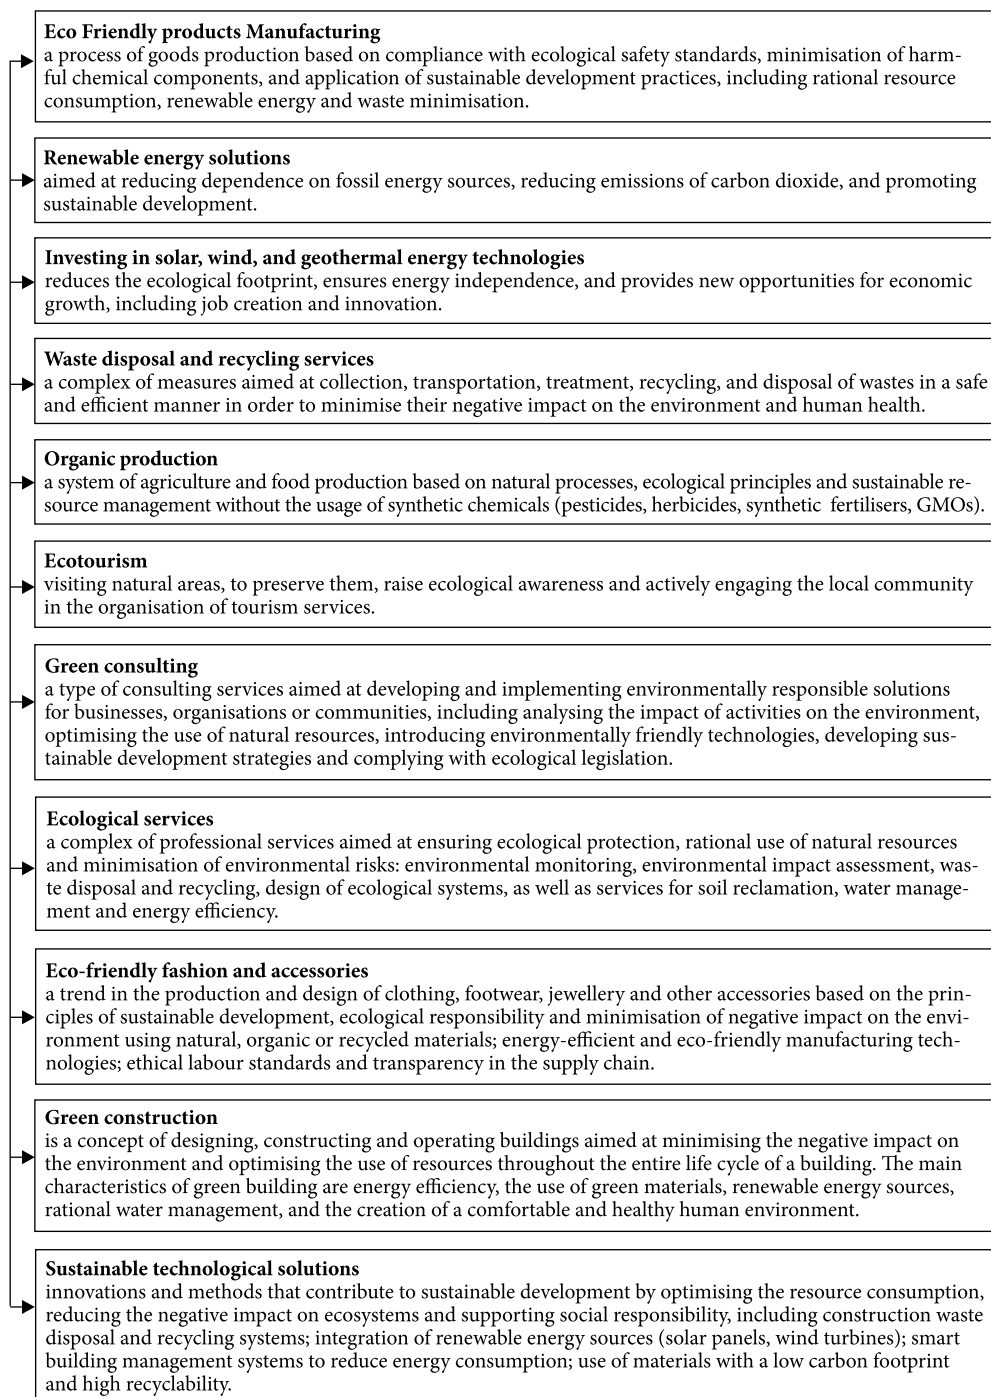 Eco Friendly products Manufacturing
a process of goods production based on compliance with ecological safety standards, minimisation of harm-
ful chemical components, and application of sustainable development practices, including rational resource
consumption, renewable energy and waste minimisation.
Renewable energy solutions
aimed at reducing dependence on fossil energy sources, reducing emissions of carbon dioxide, and promoting
sustainable development.
Investing in solar, wind, and geothermal energy technologies
reduces the ecological footprint, ensures energy independence, and provides new opportunities for economic
growth, including job creation and innovation.
Waste disposal and recycling services
a complex of measures aimed at collection, transportation, treatment, recycling, and disposal of wastes in a safe
and efficient manner in order to minimise their negative impact on the environment and human health.
Organic production
a system of agriculture and food production based on natural processes, ecological principles and sustainable re-
source management without the usage of synthetic chemicals (pesticides, herbicides, synthetic fertilisers, GMOs).
Ecotourism
visiting natural areas, to preserve them, raise ecological awareness and actively engaging the local community
in the organisation of tourism services.
Green consulting
a type of consulting services aimed at developing and implementing environmentally responsible solutions
for businesses, organisations or communities, including analysing the impact of activities on the environment,
optimising the use of natural resources, introducing environmentally friendly technologies, developing sus-
tainable development strategies and complying with ecological legislation.
Ecological services
a complex of professional services aimed at ensuring ecological protection, rational use of natural resources
and minimisation of environmental risks: environmental monitoring, environmental impact assessment, was-
te disposal and recycling, design of ecological systems, as well as services for soil reclamation, water manage-
ment and energy efficiency.
Eco-friendly fashion and accessories
a trend in the production and design of clothing, footwear, jewellery and other accessories based on the prin-
ciples of sustainable development, ecological responsibility and minimisation of negative impact on the envi-
ronment using natural, organic or recycled materials; energy-efficient and eco-friendly manufacturing tech-
nologies; ethical labour standards and transparency in the supply chain.
Green construction
is a concept of designing, constructing and operating buildings aimed at minimising the negative impact on
the environment and optimising the use of resources throughout the entire life cycle of a building. The main
characteristics of green building are energy efficiency, the use of green materials, renewable energy sources,
rational water management, and the creation of a comfortable and healthy human environment.
Sustainable technological solutions
innovations and methods that contribute to sustainable development by optimising the resource consumption,
reducing the negative impact on ecosystems and supporting social responsibility, including construction waste
disposal and recycling systems; integration of renewable energy sources (solar panels, wind turbines); smart
building management systems to reduce energy consumption; use of materials with a low carbon footprint
and high recyclability.